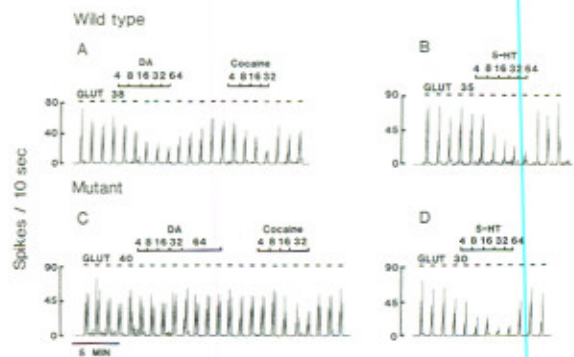 Wild type
A
B
DA
Cocaine
5-HT
4 8 16 32 64
4 8 16 32
4 8 16 32 64
GLUT 38
GLUT 35
80
40
0
90
45
0
Spikes / 10 sec
Mutant
C
D
DA
Cocaine
5-HT
4 8 16 32 64
4 8 16 32
4 8 16 32 64
GLUT 40
GLUT 30
90
45
0
90
45
0
5 MIN